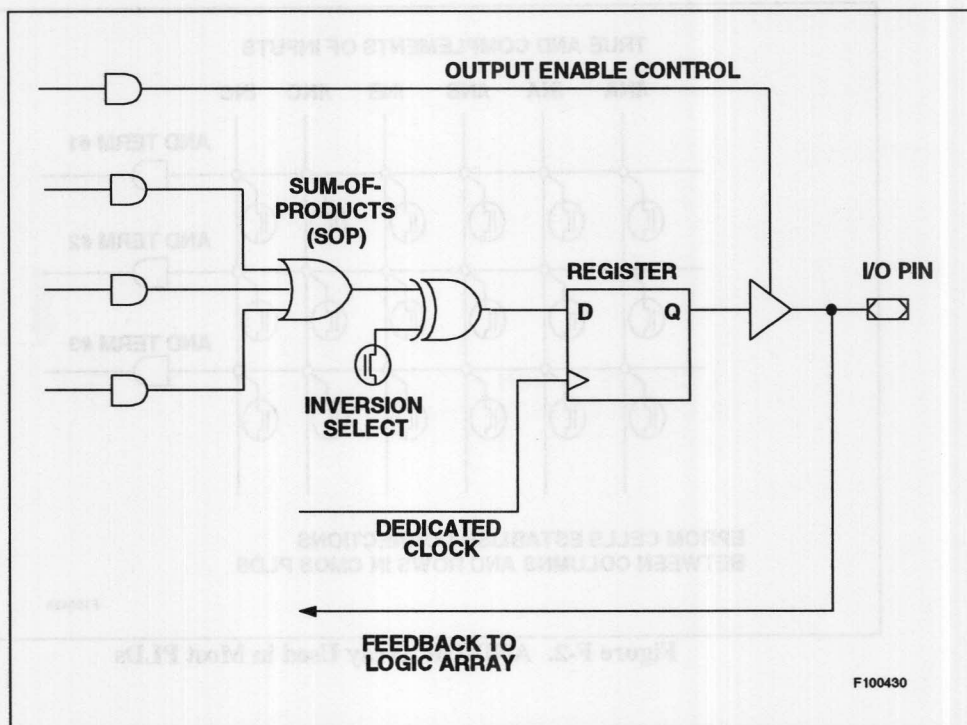 OUTPUT ENABLE CONTROL
SUM-OF-
PRODUCTS
(SOP)
REGISTER
I/O PIN
D
Q
INVERSION
SELECT
DEDICATED
CLOCK
FEEDBACK TO
LOGIC ARRAY
F100430